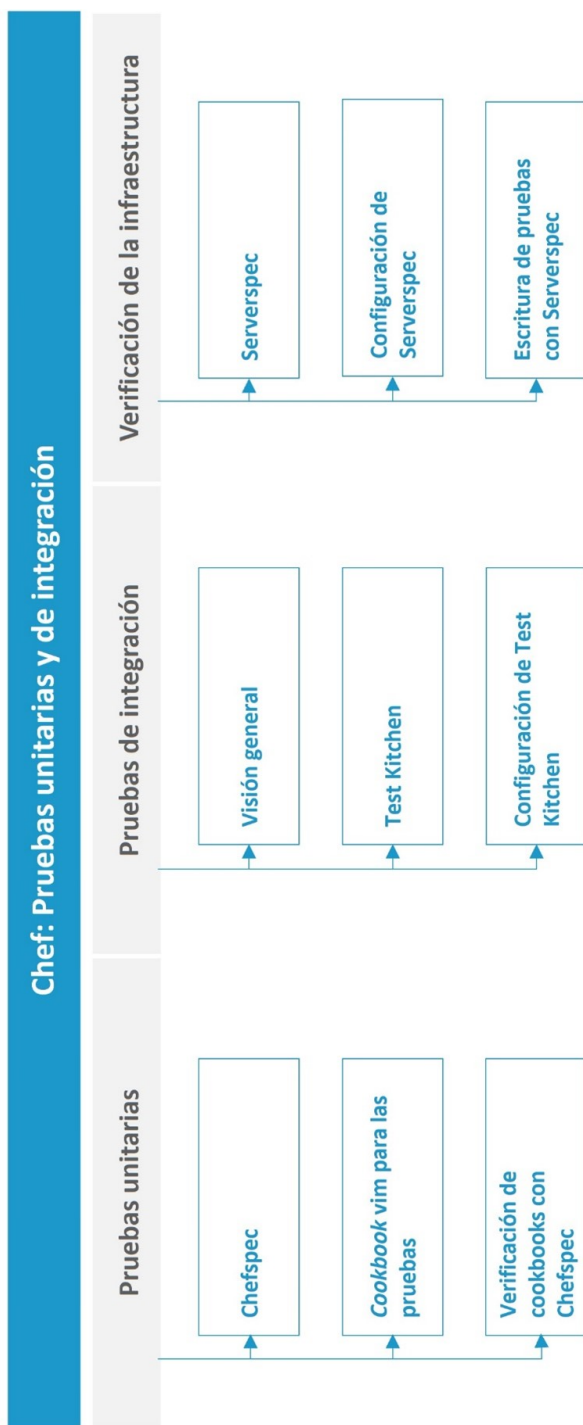 Chef: Pruebas unitarias y de integración
Pruebas unitarias
Chefspec
Cookbook vim para las
pruebas
Verificación de
cookbooks con
Chefspec
Pruebas de integración
Visión general
Test Kitchen
Configuración de Test
Kitchen
Verificación de la infraestructura
Serverspec
Configuración de
Serverspec
Escritura de pruebas
con Serverspec